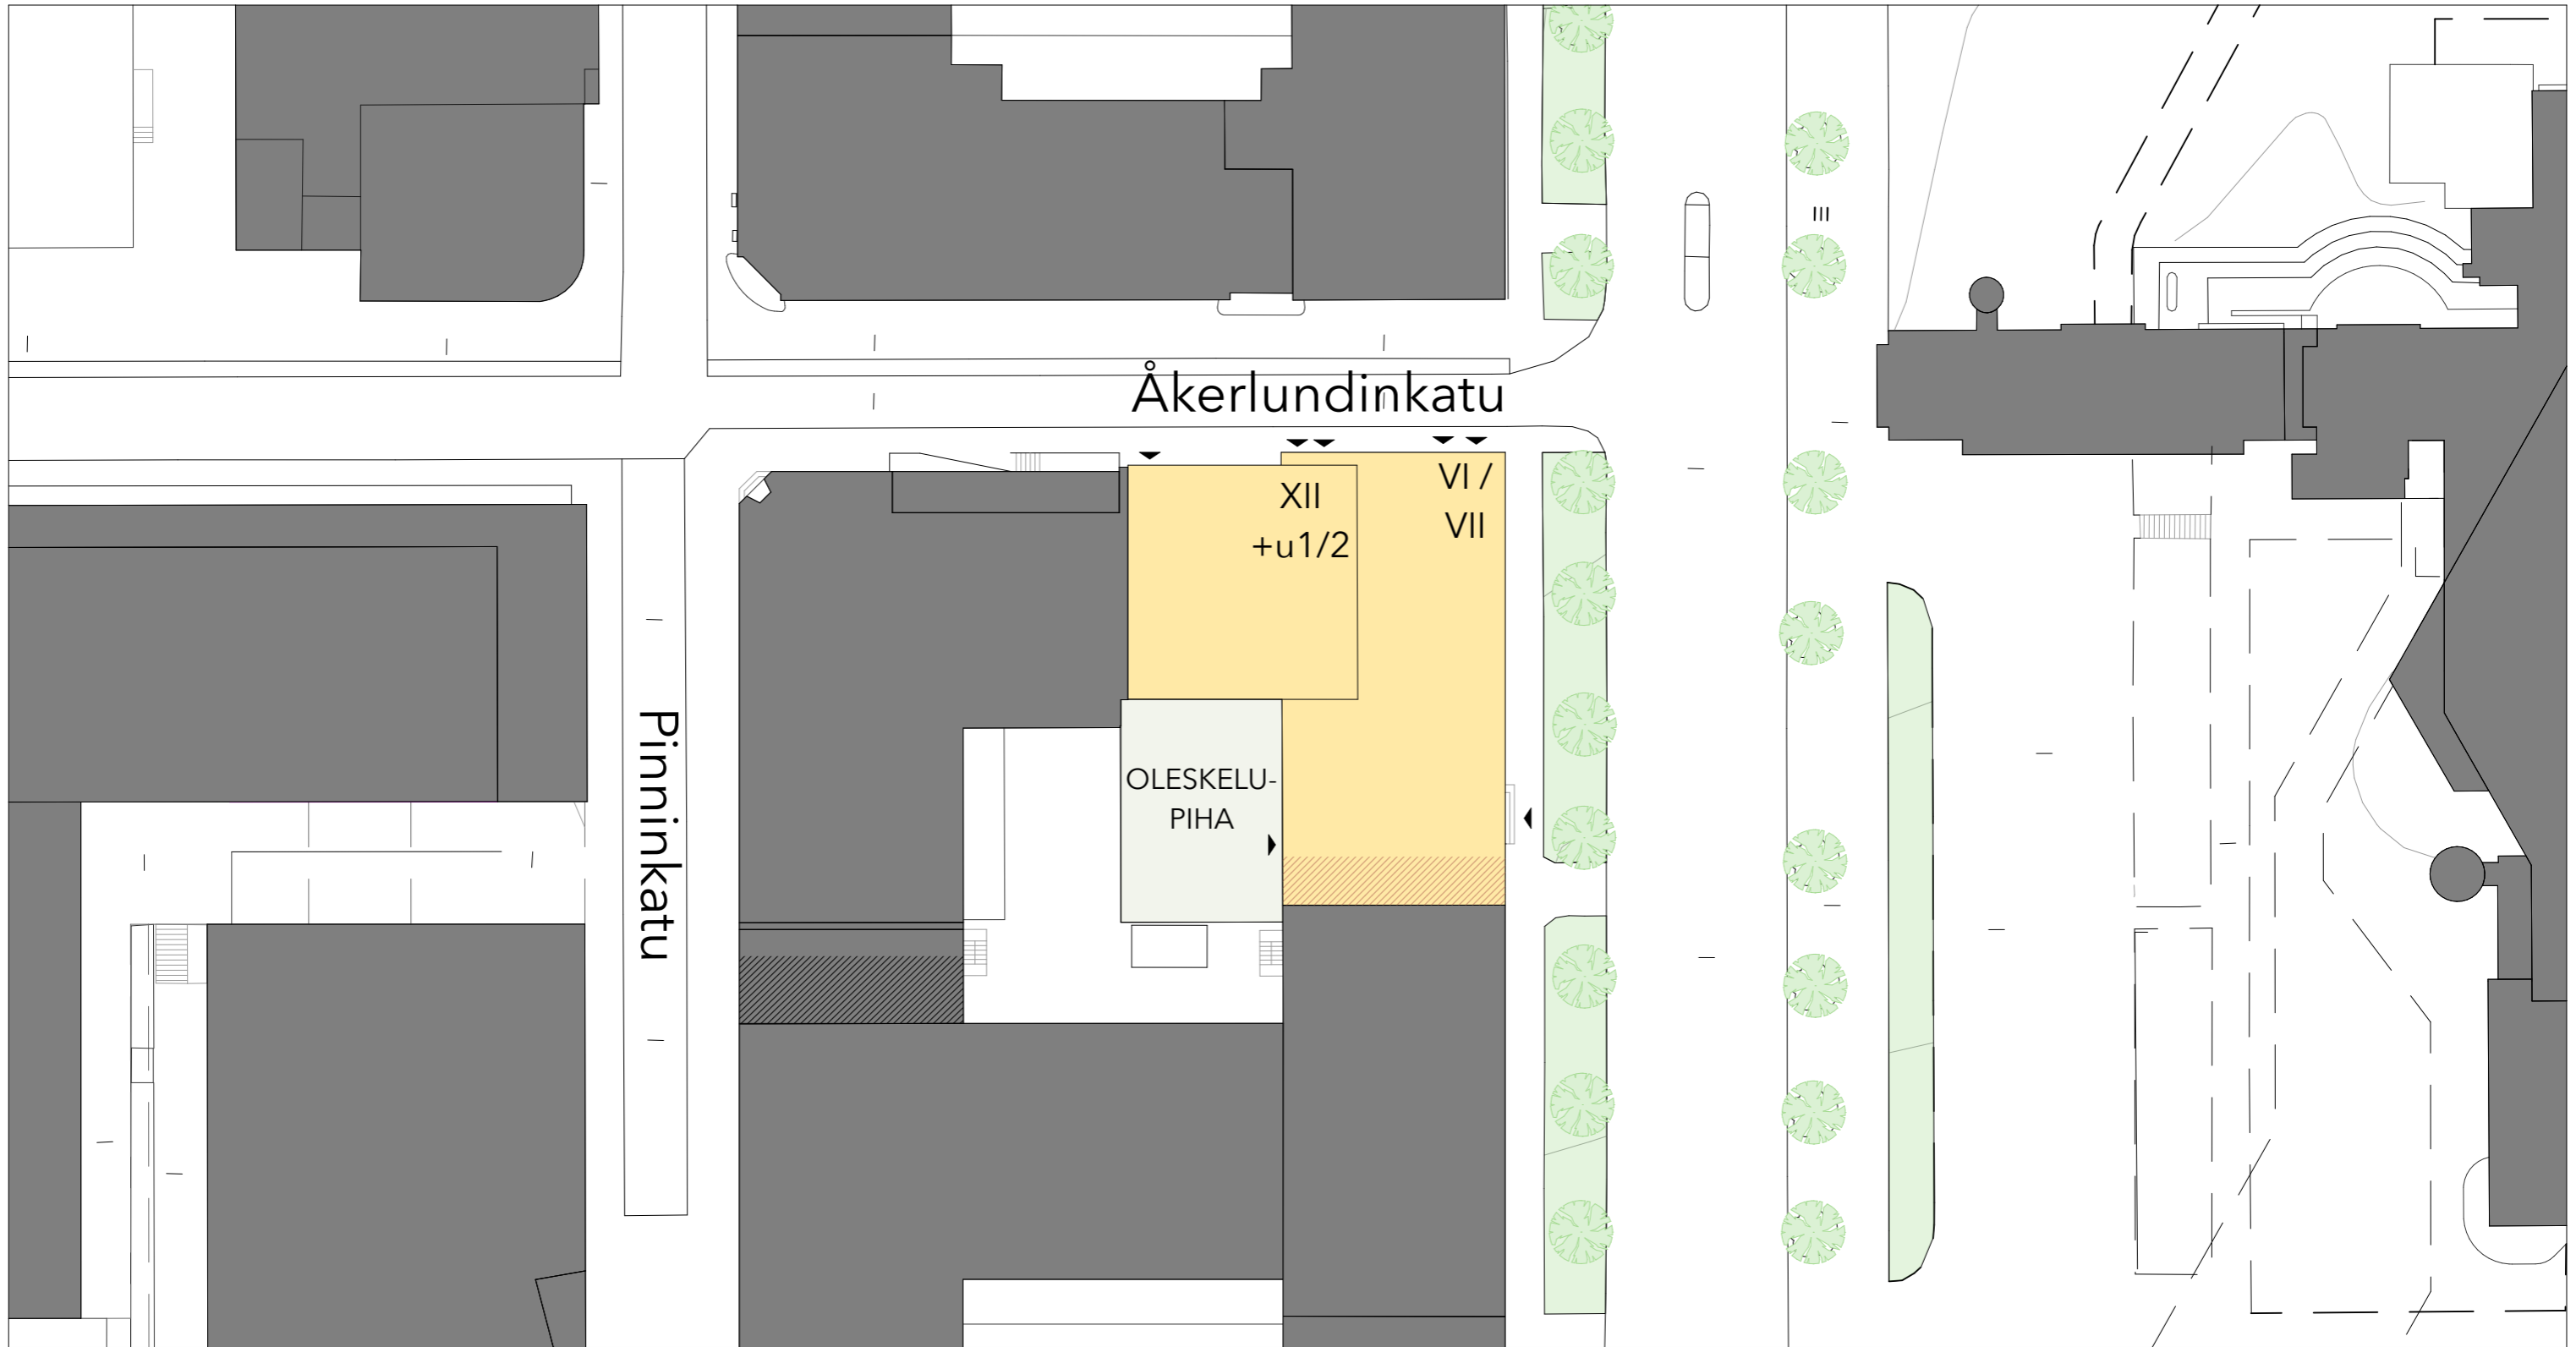 Åkerlundinkatu
XII
+u1/2
VI /
VII
Pinninkatu
OLESKELU-
PIHA